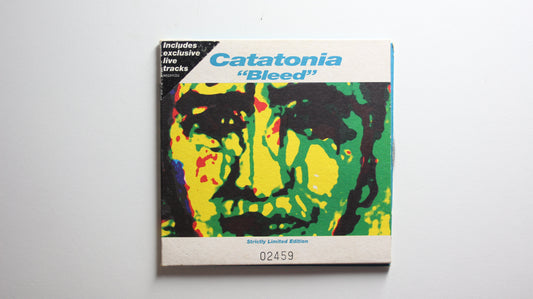 Includes
exclusive
live
tracks
Catatonia
"Bleed"
Strictly Limited Edition
02459